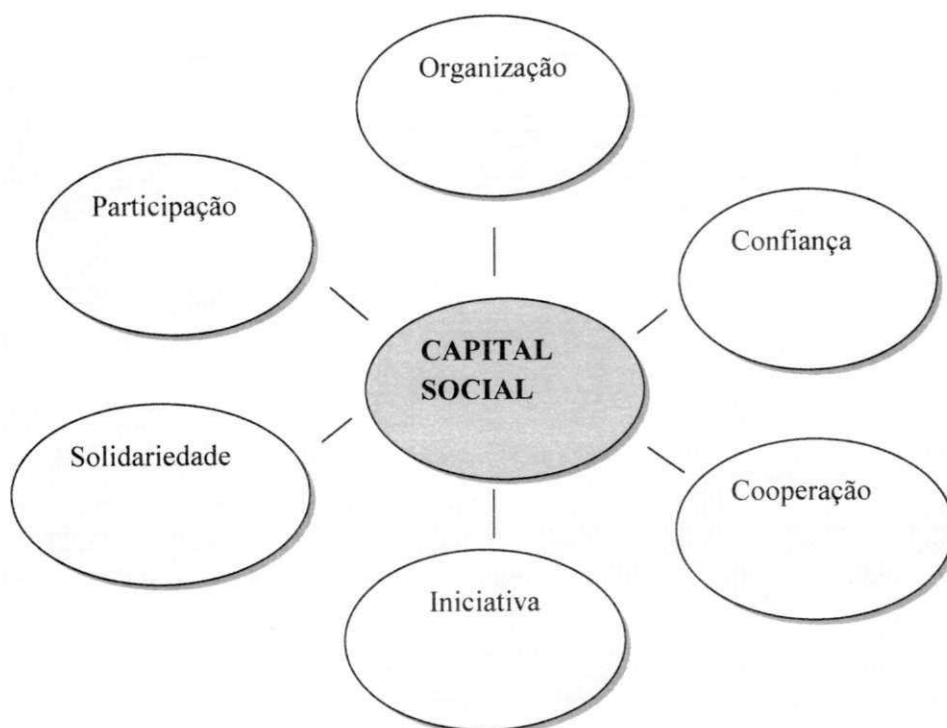 Organização
Participação
Confiança
CAPITAL
SOCIAL
Solidariedade
Cooperação
Iniciativa